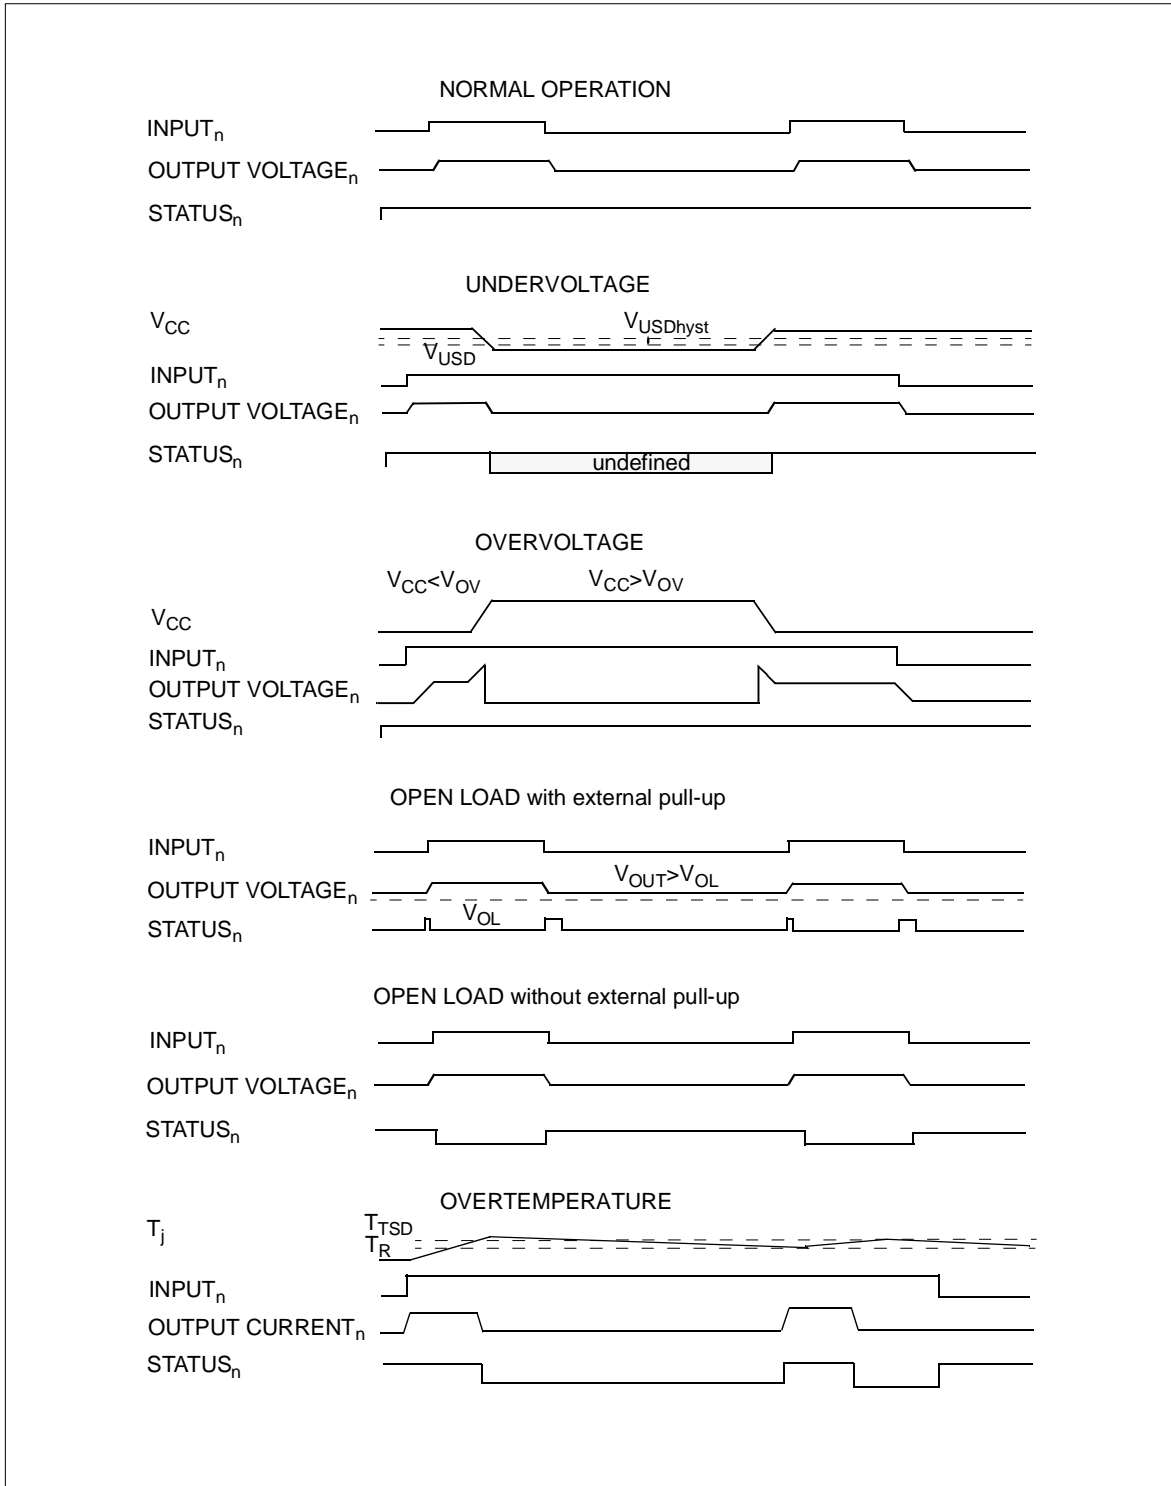 NORMAL OPERATION
INPUTn
OUTPUT VOLTAGEn
STATUSn
UNDERVOLTAGE
VCC
VUSDhyst
VUSD
INPUTn
OUTPUT VOLTAGEn
STATUSn
undefined
OVERVOLTAGE
VCC<VOV
VCC>VOV
VCC
INPUTn
OUTPUT VOLTAGEn
STATUSn
OPEN LOAD with external pull-up
INPUTn
OUTPUT VOLTAGEn
VOUT>VOL
VOL
STATUSn
OPEN LOAD without external pull-up
INPUTn
OUTPUT VOLTAGEn
STATUSn
OVERTEMPERATURE
Tj
TTSD
TR
INPUTn
OUTPUT CURRENTn
STATUSn